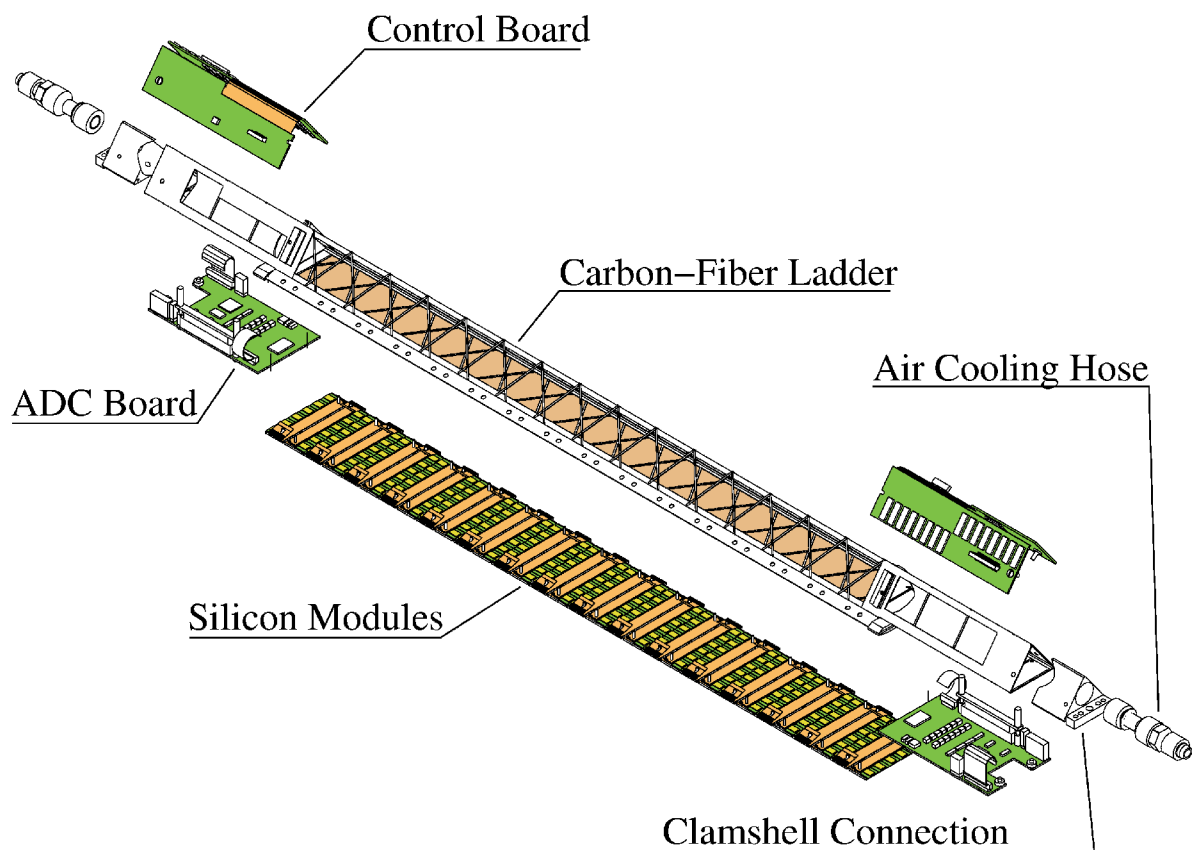 Control Board
Carbon−Fiber Ladder
Air Cooling Hose
ADC Board
Silicon Modules
Clamshell Connection